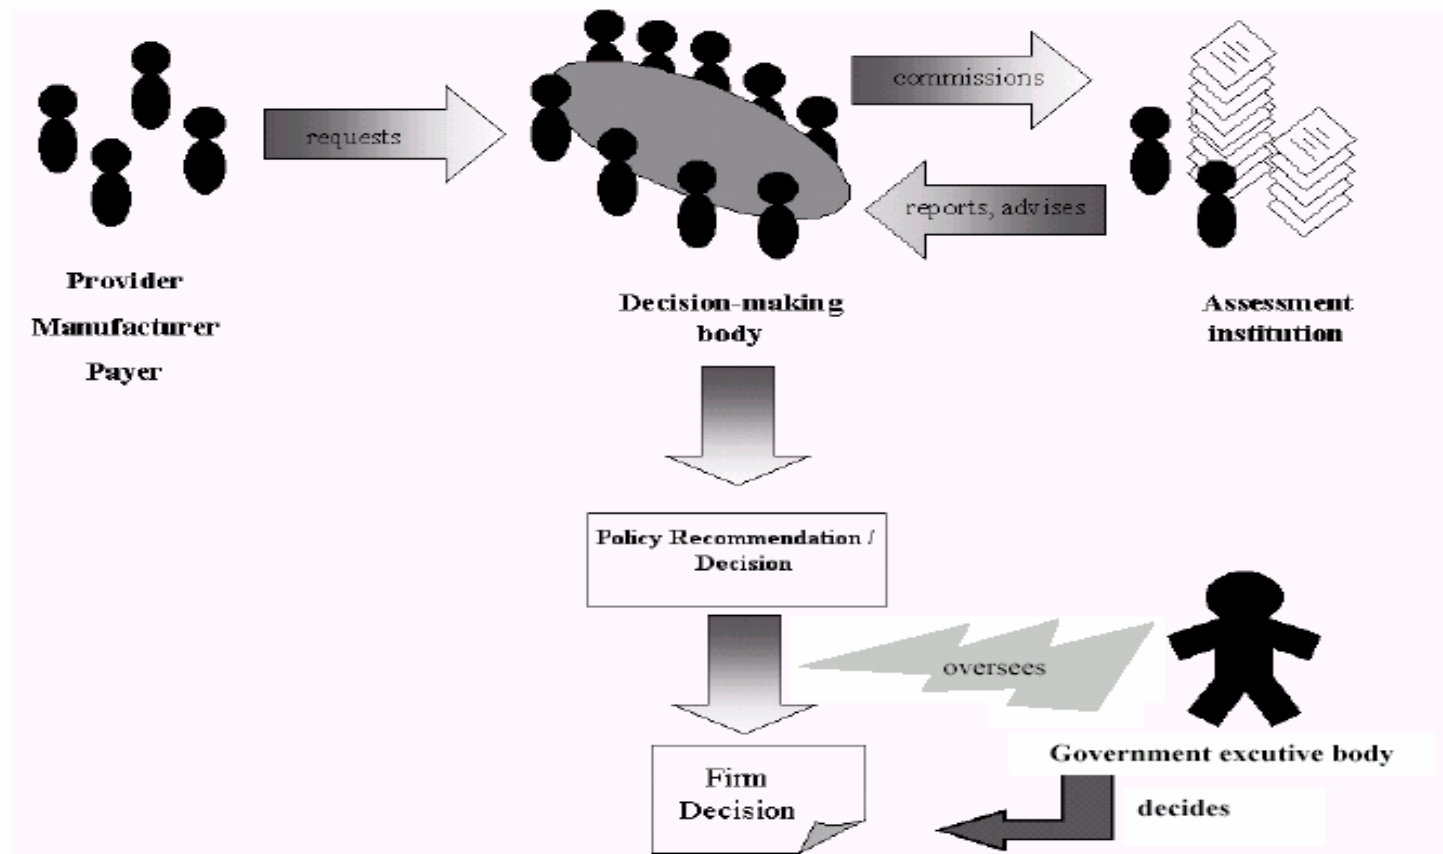 requests
commissions
reports, advises
Provider
Manufacturer
Payer
Decision-making
body
Assessment
institution
Policy Recommendation /
Decision
oversees
Government excutive body
Firm
Decision
decides